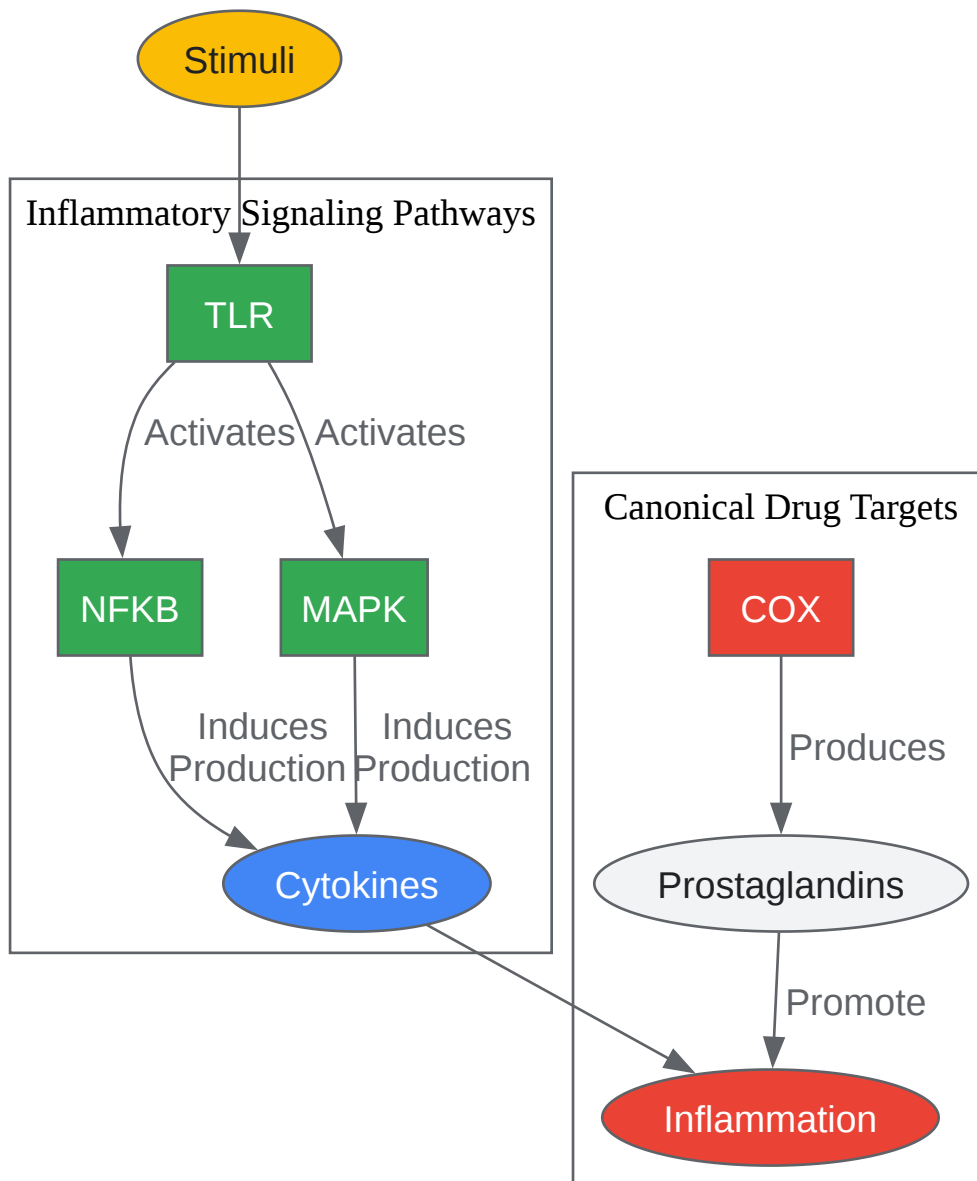 Stimuli
Inflammatory Signaling Pathways
TLR
Activates
Activates
NFKB
MAPK
Induces
Production
Induces
Production
Cytokines
Canonical Drug Targets
COX
Produces
Prostaglandins
Promote
Inflammation